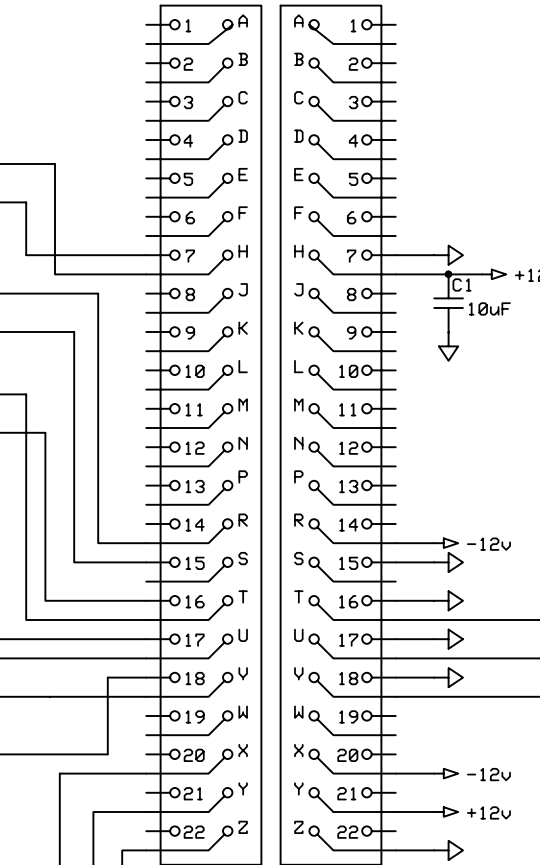 1 A A 1
2 B B 2
3 C C 3
4 D D 4
5 E E 5
6 F F 6
7 H H 7
+12
C1
8 J J 8
10uF
9 K K 9
10 L L 10
11 M M 11
12 N N 12
13 P P 13
14 R R 14
-12v
15 S S 15
16 T T 16
17 U U 17
18 V V 18
19 W W 19
20 X X 20
-12v
21 Y Y 21
+12v
22 Z Z 22